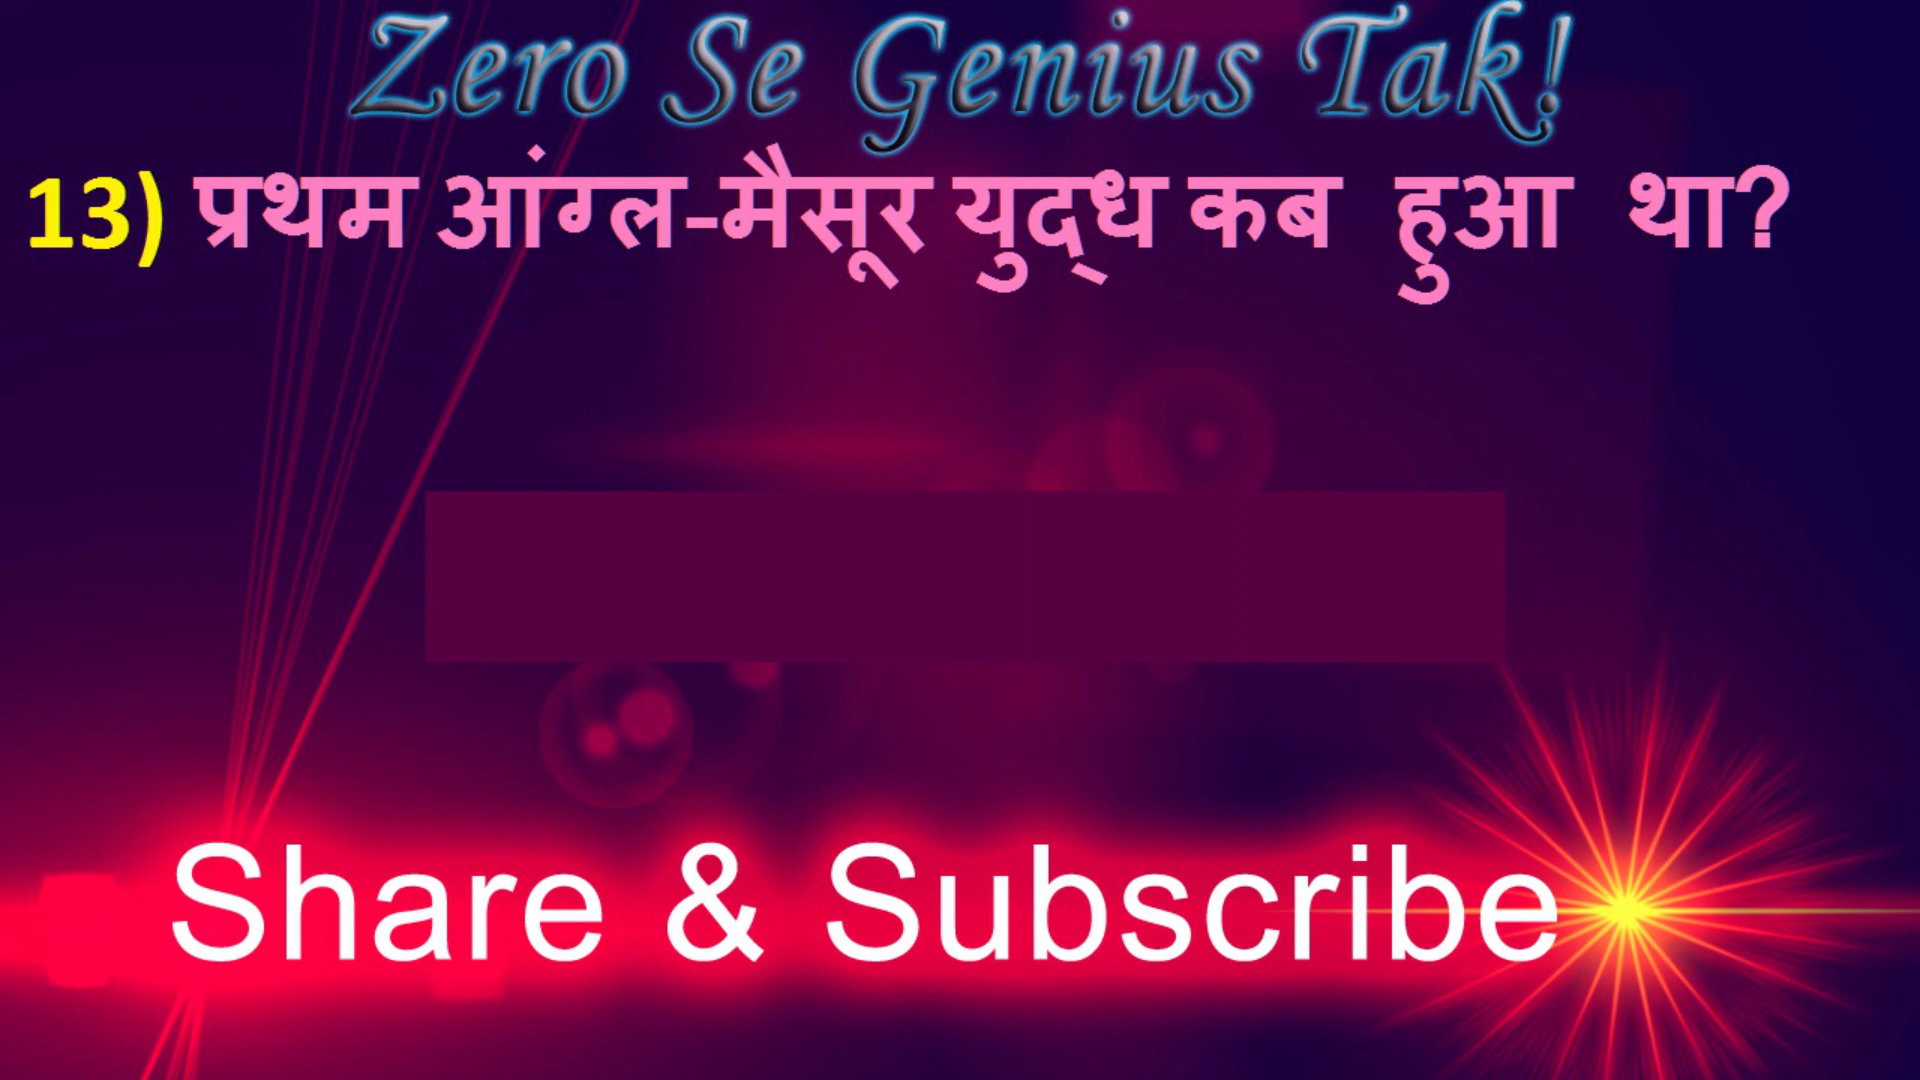 Zero Se Genius Tak!
13) प्रथम आंग्ल-मैसूर युद्ध कब हुआ था?
Share & Subscribe